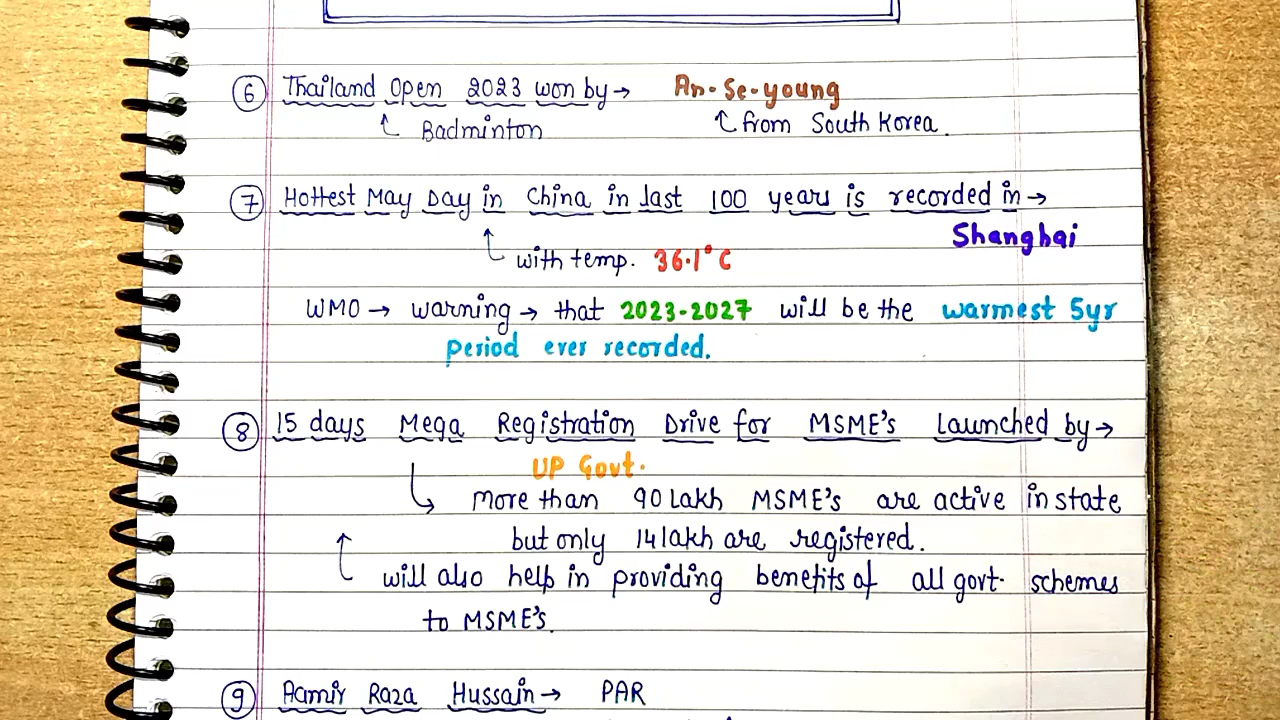 ⑥ Thailand Open 2023 won by → An-Se-young
Badminton from South Korea.
⑦ Hottest May Day in China in last 100 years is recorded in →
Shanghai
with temp. 36.1°C
WMO → warning → that 2023-2027 will be the warmest 5yr
period ever recorded.
⑧ 15 days Mega Registration Drive for MSME's Launched by →
UP Govt.
More than 90 lakh MSME's are active in state
but only 14 lakh are registered.
will also help in providing benefits of all govt. schemes
to MSME's.
⑨ Aamir Raza Hussain → PAR